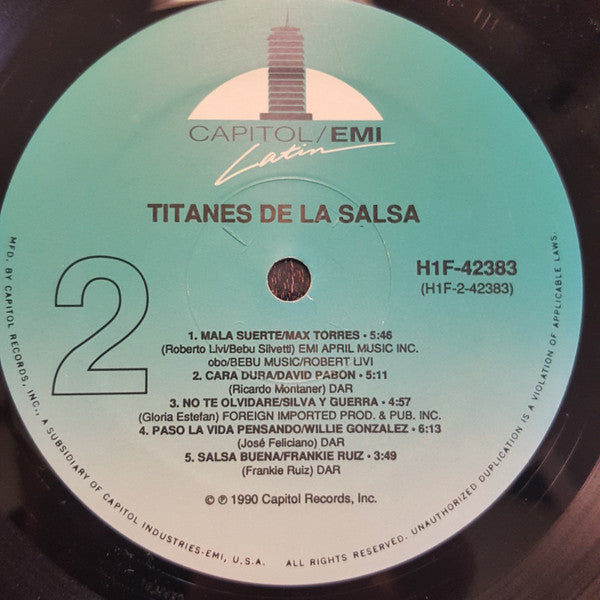 CAPITOL/EMI
Latin
TITANES DE LA SALSA
2
H1F-42383
(H1F-2-42383)
1. MALA SUERTE/MAX TORRES • 5:46
(Roberto Livi/Bebu Silvetti) EMI APRIL MUSIC INC.
obo/BEBU MUSIC/ROBERT LIVI
2. CARA DURA/DAVID PABON • 5:11
(Ricardo Montaner) DAR
3. NO TE OLVIDARE/SILVA Y GUERRA • 4:57
(Gloria Estefan) FOREIGN IMPORTED PROD. & PUB. INC.
4. PASO LA VIDA PENSANDO/WILLIE GONZALEZ • 6:13
(José Feliciano) DAR
5. SALSA BUENA/FRANKIE RUIZ • 3:49
(Frankie Ruiz) DAR
© ℗ 1990 Capitol Records, Inc.
MFD. BY CAPITOL RECORDS, INC., A SUBSIDIARY OF CAPITOL INDUSTRIES-EMI, U.S.A. ALL RIGHTS RESERVED. UNAUTHORIZED DUPLICATION IS A VIOLATION OF APPLICABLE LAWS.